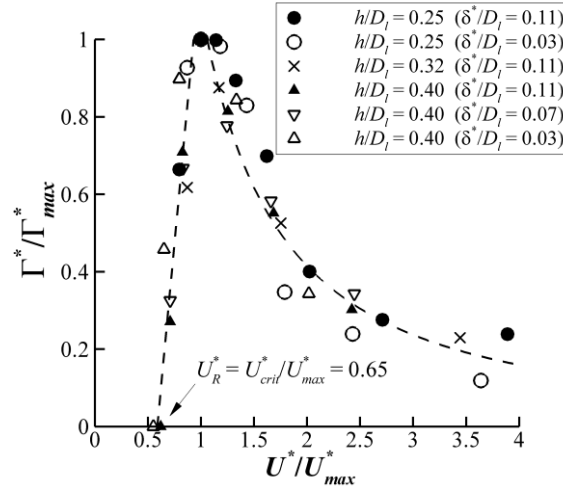 h/D_l = 0.25 (δ*/D_l = 0.11)
h/D_l = 0.25 (δ*/D_l = 0.03)
h/D_l = 0.32 (δ*/D_l = 0.11)
h/D_l = 0.40 (δ*/D_l = 0.11)
h/D_l = 0.40 (δ*/D_l = 0.07)
h/D_l = 0.40 (δ*/D_l = 0.03)
1
0.8
0.6
0.4
0.2
0
Γ*/Γ*_max
U*_R = U*_crit/U*_max = 0.65
0 0.5 1 1.5 2 2.5 3 3.5 4
U*/U*_max